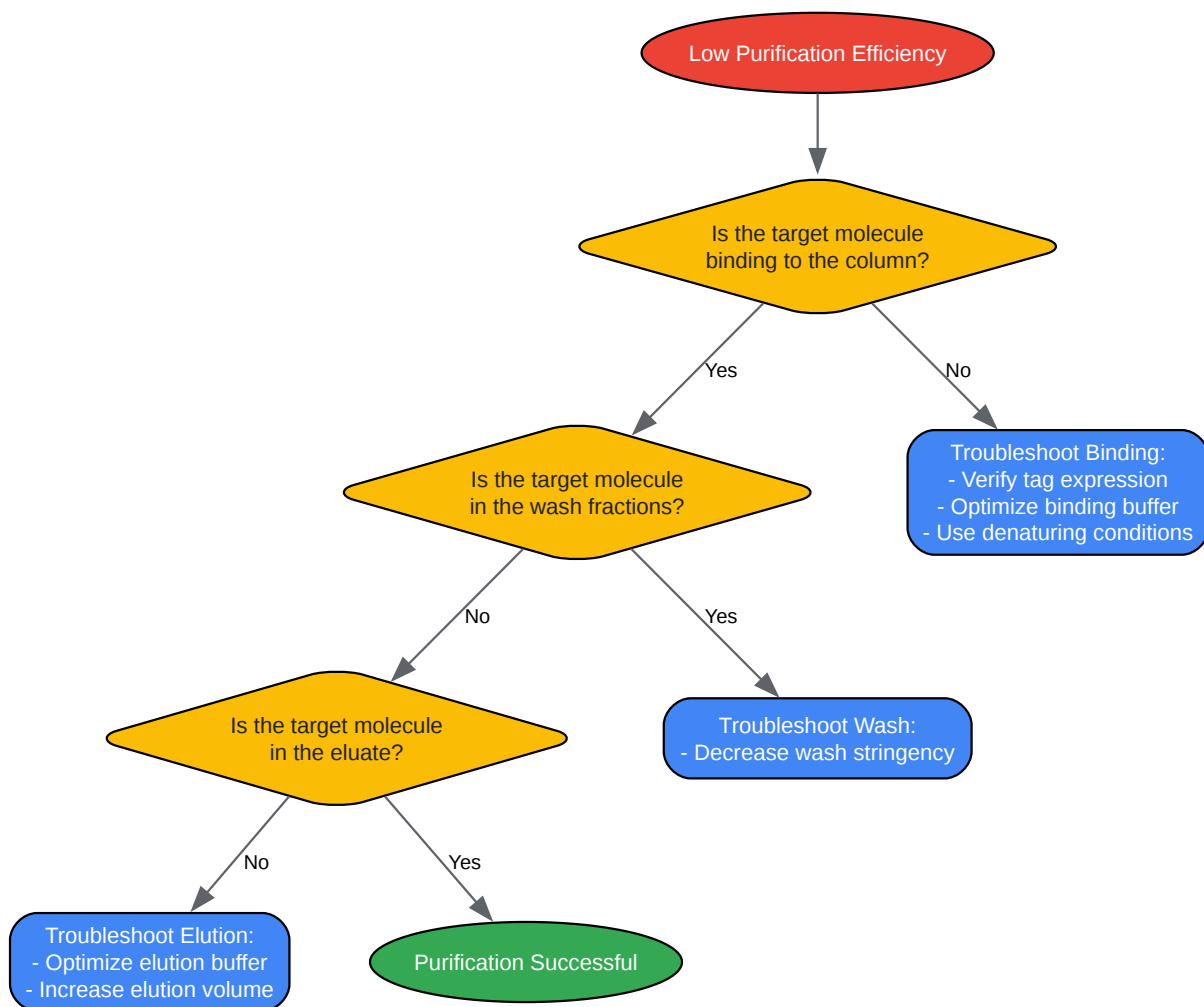 Low Purification Efficiency
Is the target molecule
binding to the column?
Yes
No
Is the target molecule
in the wash fractions?
Troubleshoot Binding:
- Verify tag expression
- Optimize binding buffer
- Use denaturing conditions
No
Yes
Is the target molecule
in the eluate?
Troubleshoot Wash:
- Decrease wash stringency
No
Yes
Troubleshoot Elution:
- Optimize elution buffer
- Increase elution volume
Purification Successful